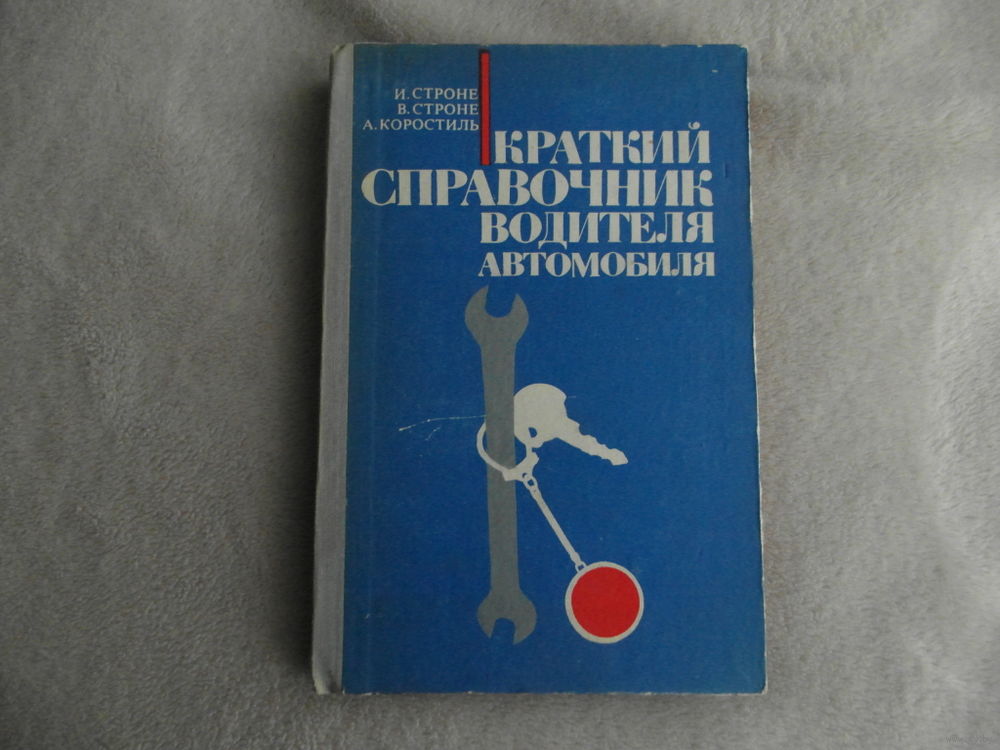 И. СТРОНЕ
В. СТРОНЕ
А. КОРОСТИЛЬ
КРАТКИЙ
СПРАВОЧНИК
ВОДИТЕЛЯ
АВТОМОБИЛЯ